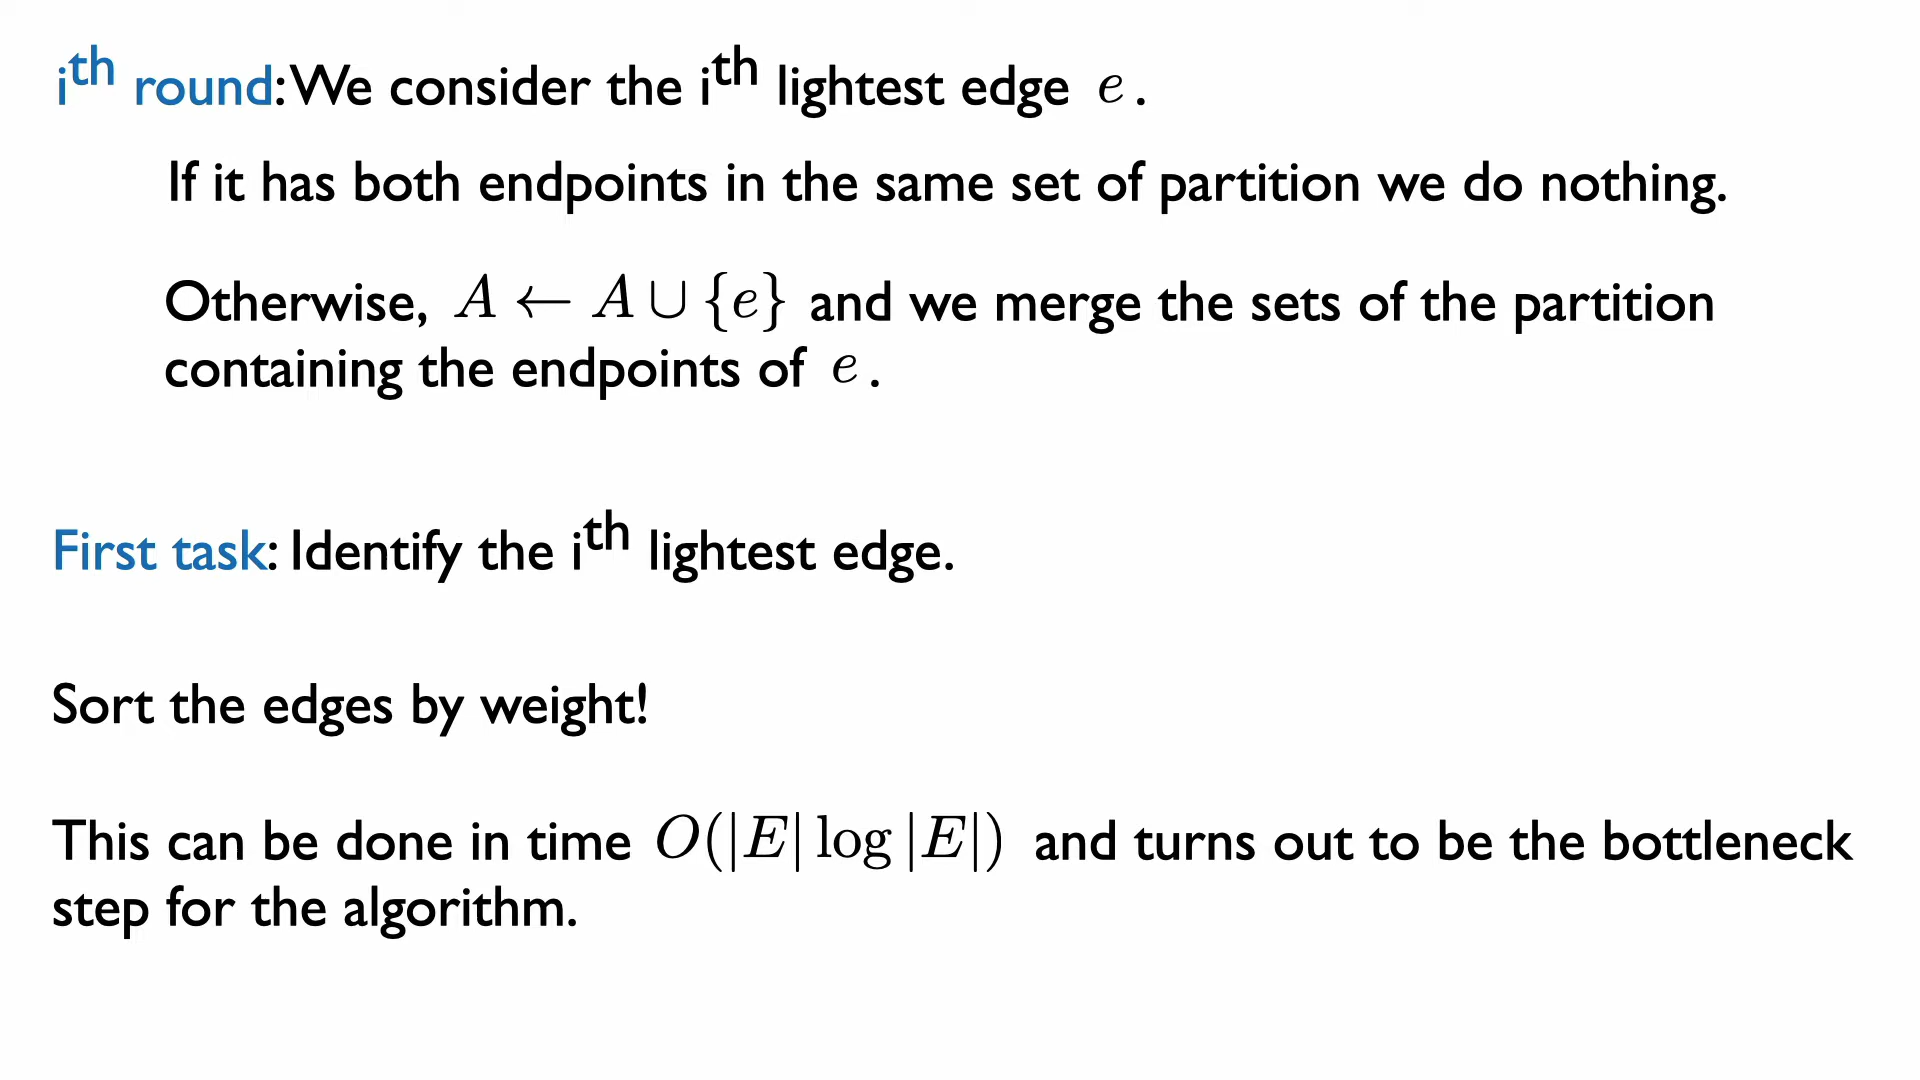 iᵗʰ round: We consider the iᵗʰ lightest edge e.
If it has both endpoints in the same set of partition we do nothing.
Otherwise, A ← A ∪ {e} and we merge the sets of the partition
containing the endpoints of e.
First task: Identify the iᵗʰ lightest edge.
Sort the edges by weight!
This can be done in time O(|E| log |E|) and turns out to be the bottleneck
step for the algorithm.